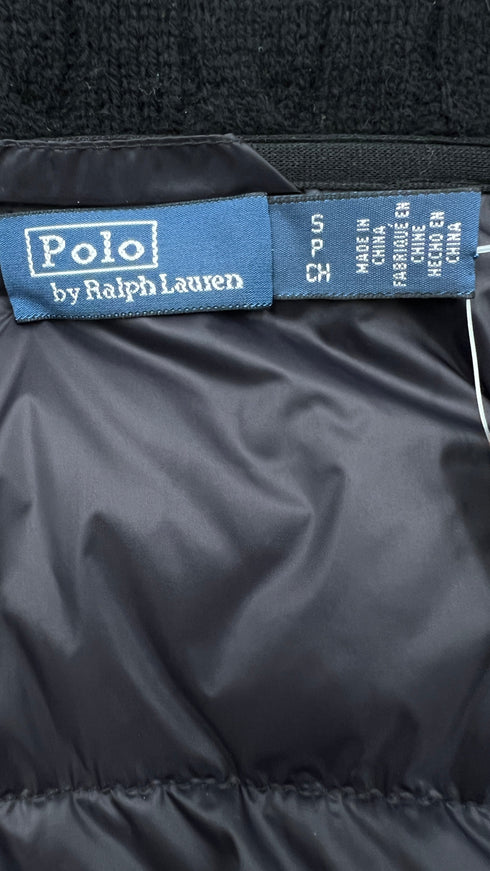 Polo
by Ralph Lauren
S
P
CH
MADE IN
CHINA
FABRIQUE EN
CHINE
HECHO EN
CHINA